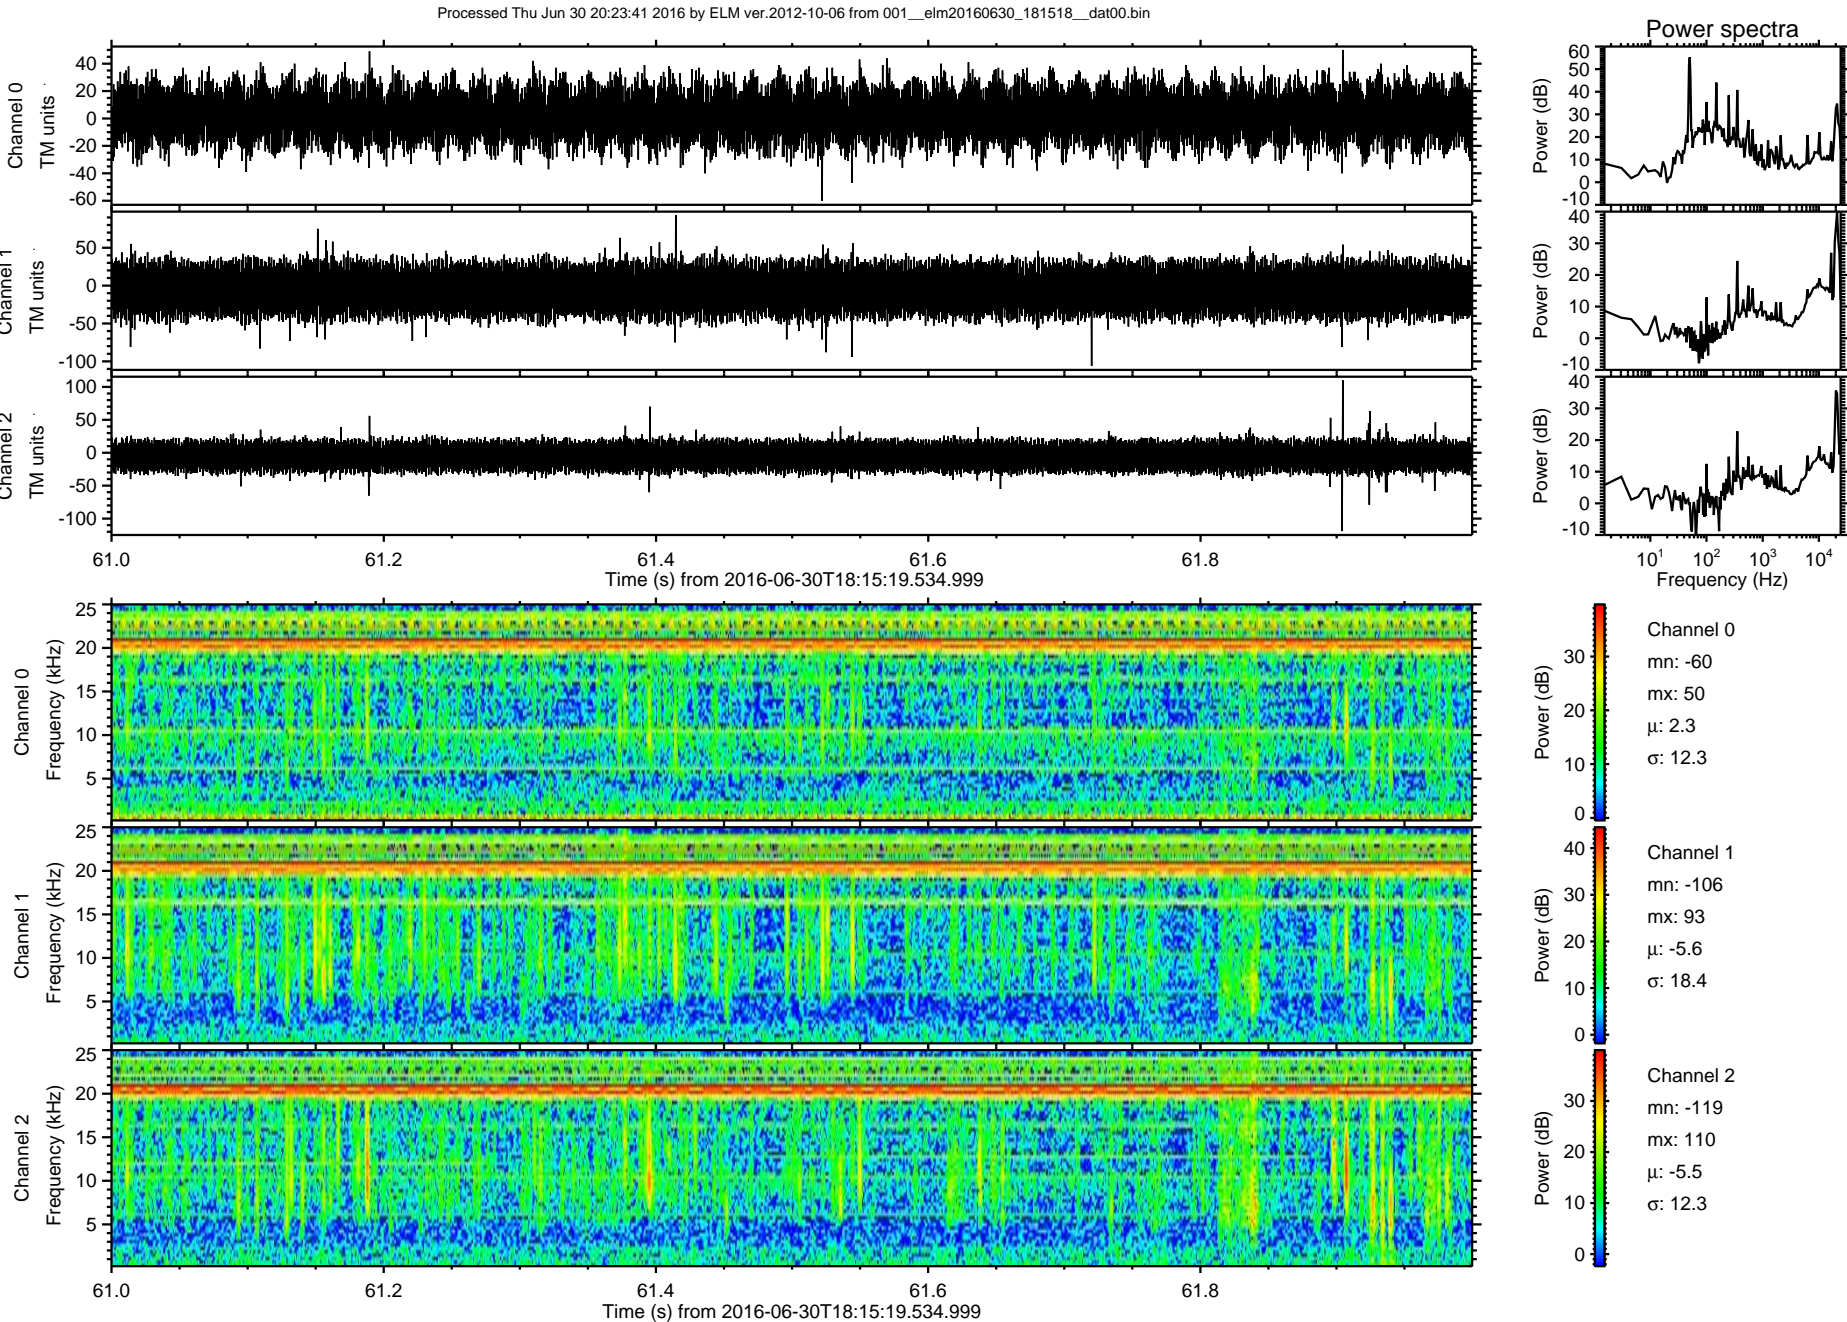 Processed Thu Jun 30 20:23:41 2016 by ELM ver.2012-10-06 from 001__elm20160630_181518__dat00.bin
Power spectra
Channel 0
TM units
40
20
0
-20
-40
-60
Power (dB)
60
50
40
30
20
10
0
-10
Channel 1
TM units
50
0
-50
-100
Power (dB)
40
30
20
10
0
-10
Channel 2
TM units
100
50
0
-50
-100
Power (dB)
40
30
20
10
0
-10
61.0 61.2 61.4 61.6 61.8
Time (s) from 2016-06-30T18:15:19.534.999
10¹ 10² 10³ 10⁴
Frequency (Hz)
Channel 0
Frequency (kHz)
25
20
15
10
5
Power (dB)
30
20
10
0
Channel 0
mn: -60
mx: 50
μ: 2.3
σ: 12.3
Channel 1
Frequency (kHz)
25
20
15
10
5
Power (dB)
40
30
20
10
0
Channel 1
mn: -106
mx: 93
μ: -5.6
σ: 18.4
Channel 2
Frequency (kHz)
25
20
15
10
5
Power (dB)
30
20
10
0
Channel 2
mn: -119
mx: 110
μ: -5.5
σ: 12.3
61.0 61.2 61.4 61.6 61.8
Time (s) from 2016-06-30T18:15:19.534.999